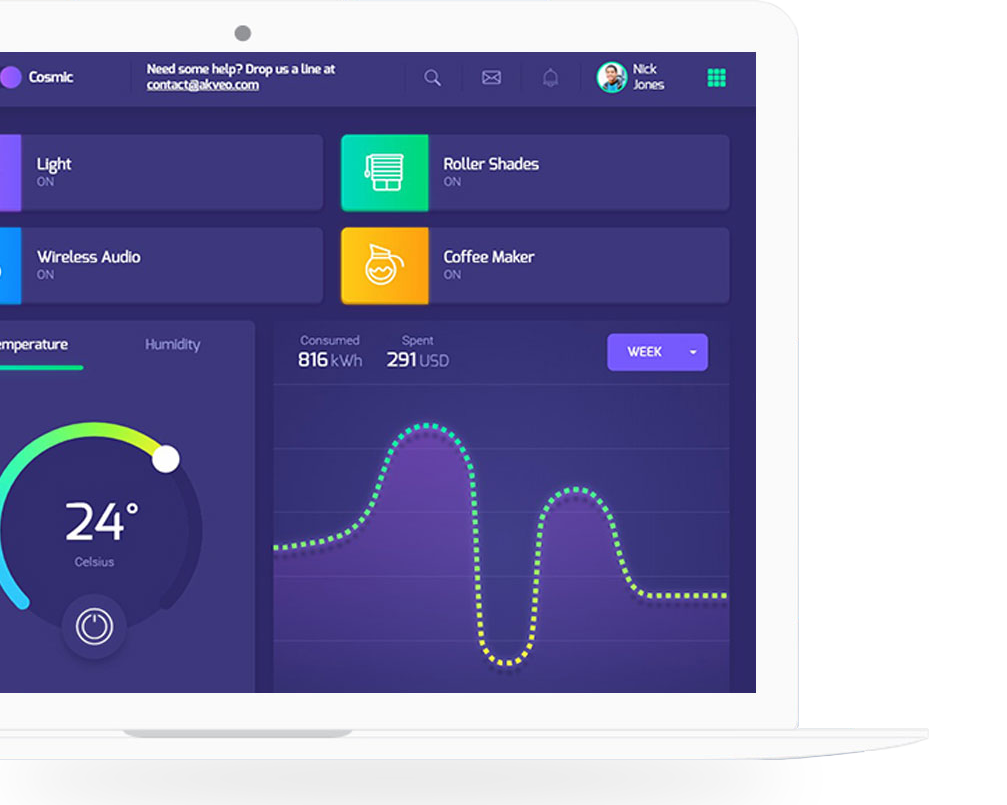 Cosmic
Need some help? Drop us a line at
contact@akveo.com
Nick
Jones
Light
ON
Roller Shades
ON
Wireless Audio
ON
Coffee Maker
ON
emperature
Humidity
Consumed
816 kWh
Spent
291 USD
WEEK
24°
Celsius